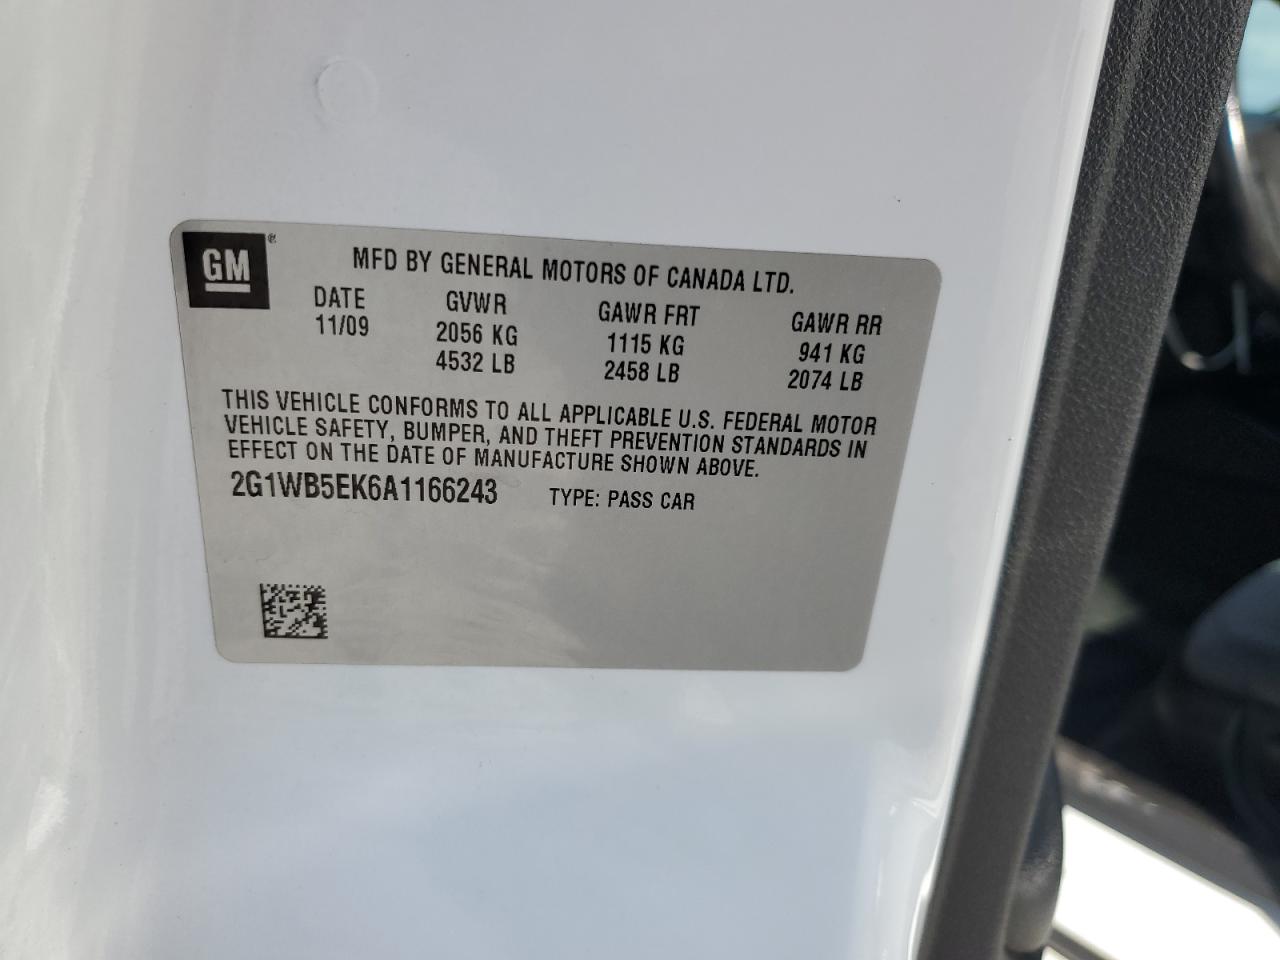 GM
MFD BY GENERAL MOTORS OF CANADA LTD.
DATE GVWR GAWR FRT GAWR RR
11/09 2056 KG 1115 KG 941 KG
4532 LB 2458 LB 2074 LB
THIS VEHICLE CONFORMS TO ALL APPLICABLE U.S. FEDERAL MOTOR
VEHICLE SAFETY, BUMPER, AND THEFT PREVENTION STANDARDS IN
EFFECT ON THE DATE OF MANUFACTURE SHOWN ABOVE.
2G1WB5EK6A1166243 TYPE: PASS CAR